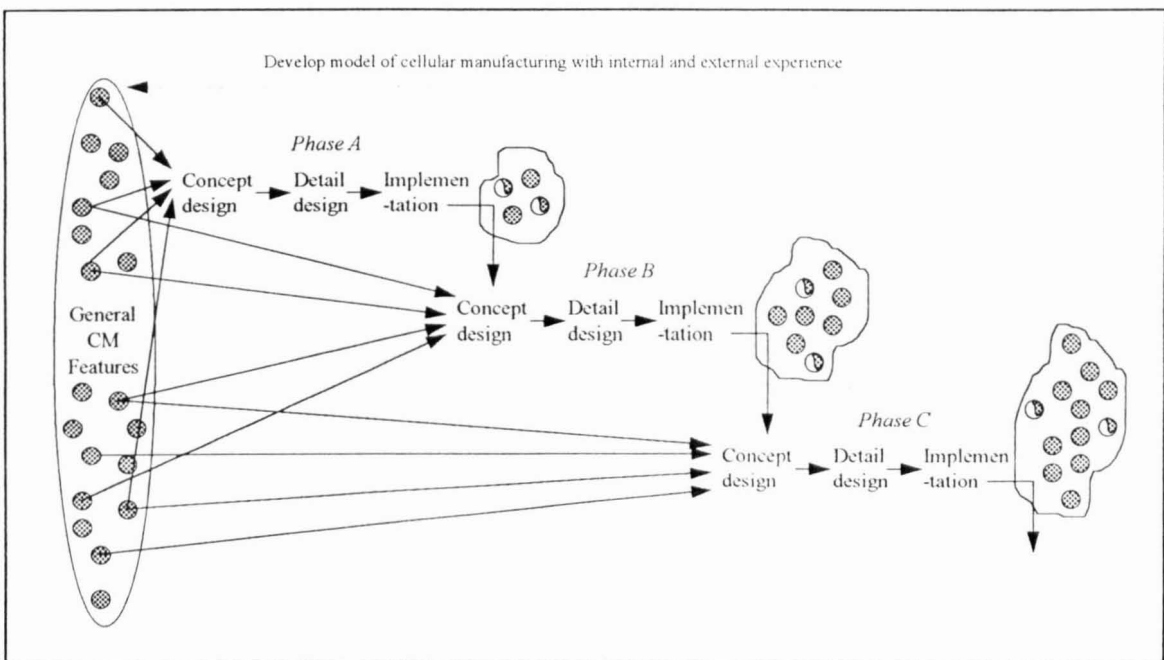 Develop model of cellular manufacturing with internal and external experience
Phase A
Concept
design
Detail
design
Implemen
-tation
Phase B
Concept
design
Detail
design
Implemen
-tation
General
CM
Features
Phase C
Concept
design
Detail
design
Implemen
-tation